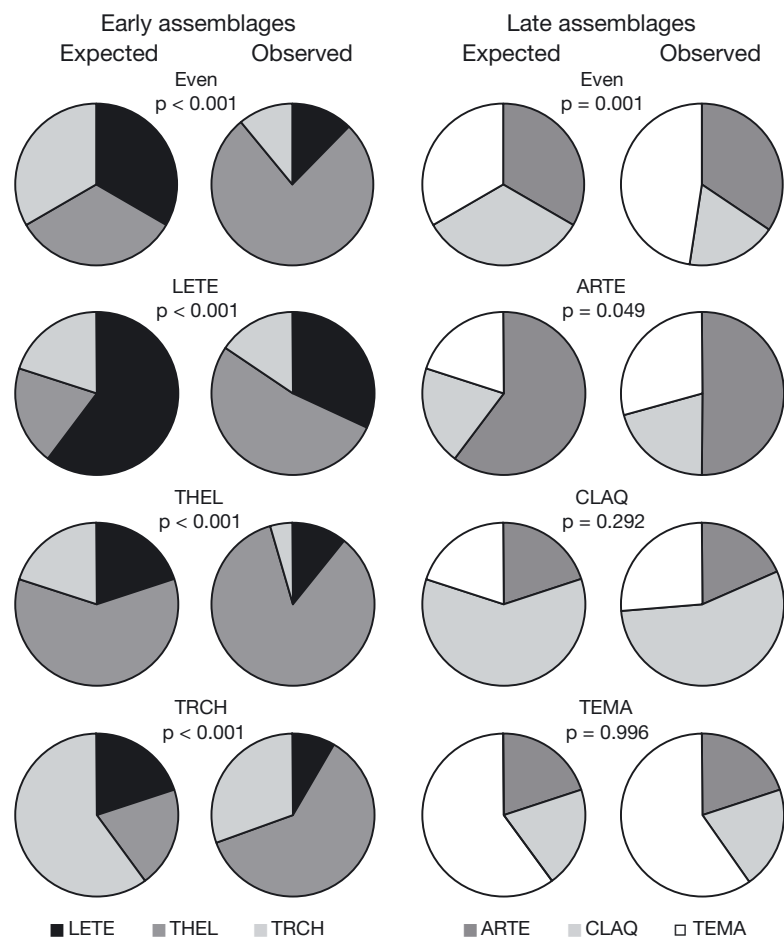 Early assemblages
Expected Observed
Even
p < 0.001
LETE
p < 0.001
THEL
p < 0.001
TRCH
p < 0.001
LETE THEL TRCH
Late assemblages
Expected Observed
Even
p = 0.001
ARTE
p = 0.049
CLAQ
p = 0.292
TEMA
p = 0.996
ARTE CLAQ TEMA